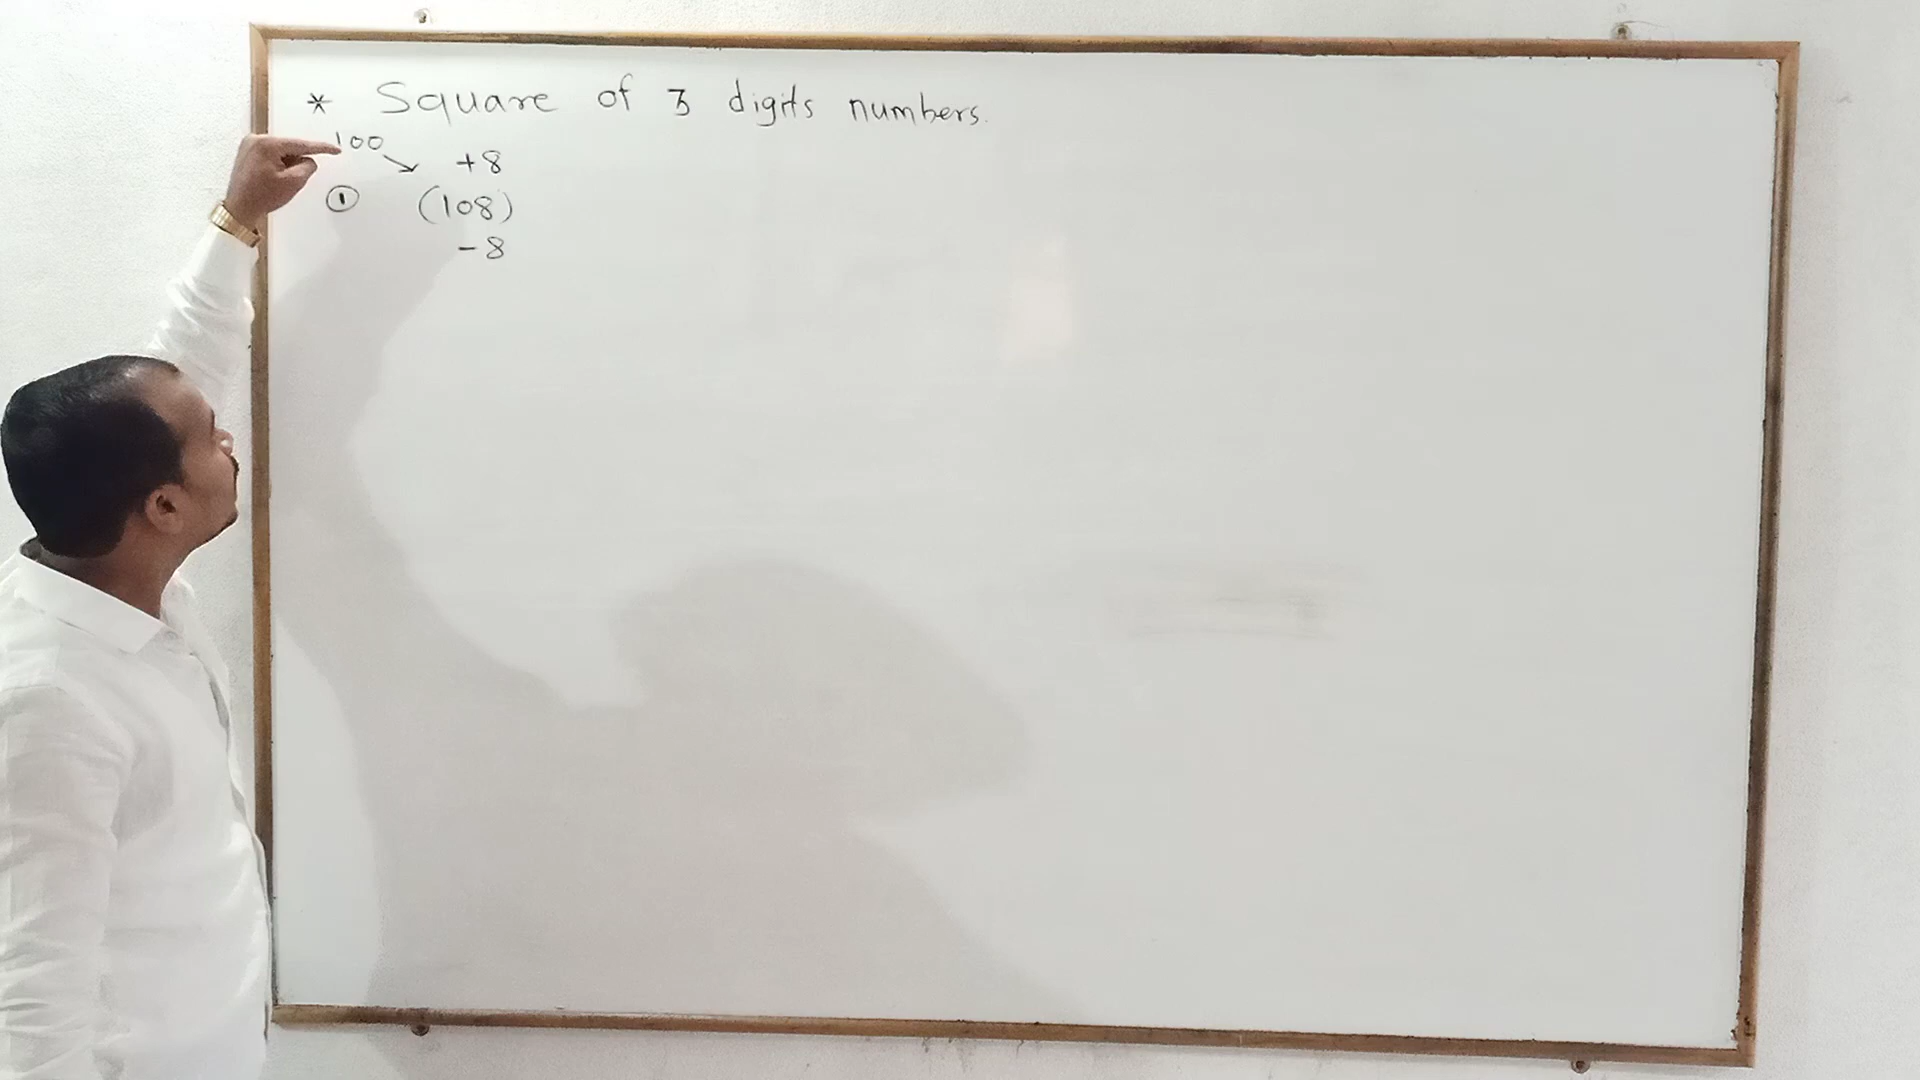 * Square of 3 digits numbers.
100
↘ +8
① (108)
-8